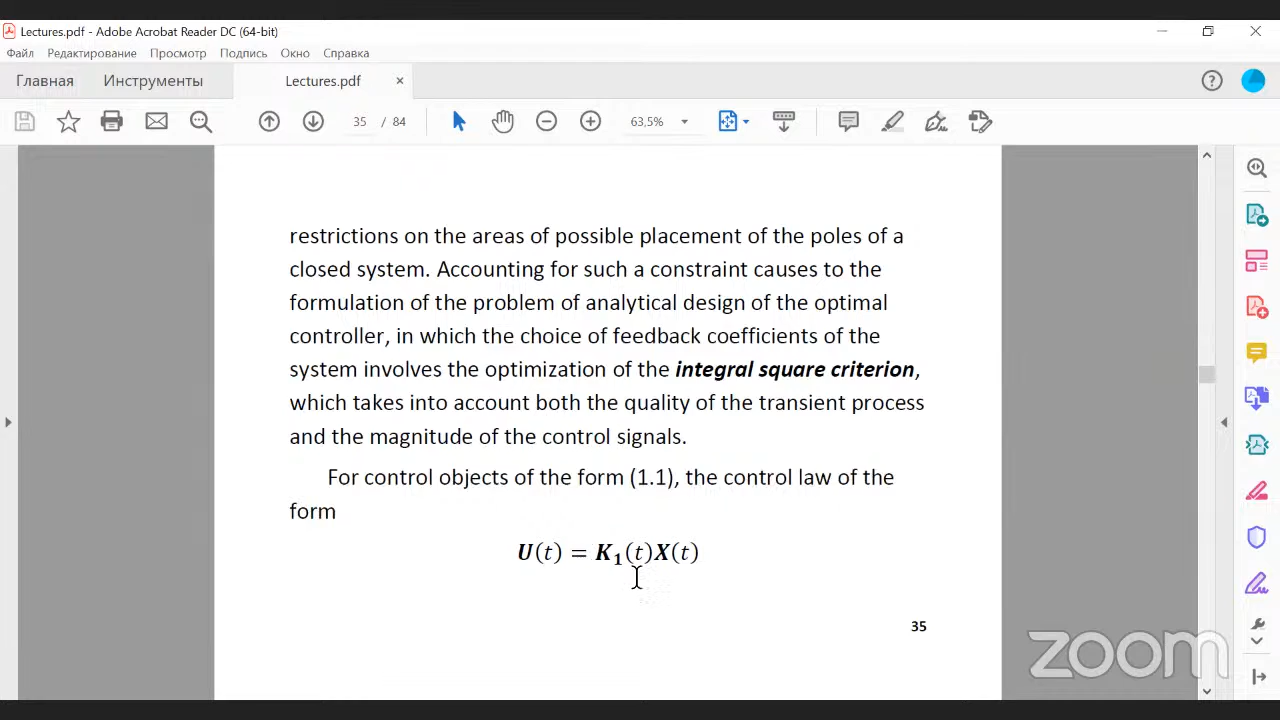 Lectures.pdf - Adobe Acrobat Reader DC (64-bit)
Файл Редактирование Просмотр Подпись Окно Справка
Главная Инструменты Lectures.pdf ×
35 / 84 63,5%
restrictions on the areas of possible placement of the poles of a
closed system. Accounting for such a constraint causes to the
formulation of the problem of analytical design of the optimal
controller, in which the choice of feedback coefficients of the
system involves the optimization of the integral square criterion,
which takes into account both the quality of the transient process
and the magnitude of the control signals.
For control objects of the form (1.1), the control law of the
form
U(t) = K₁(t)X(t)
35
zoom